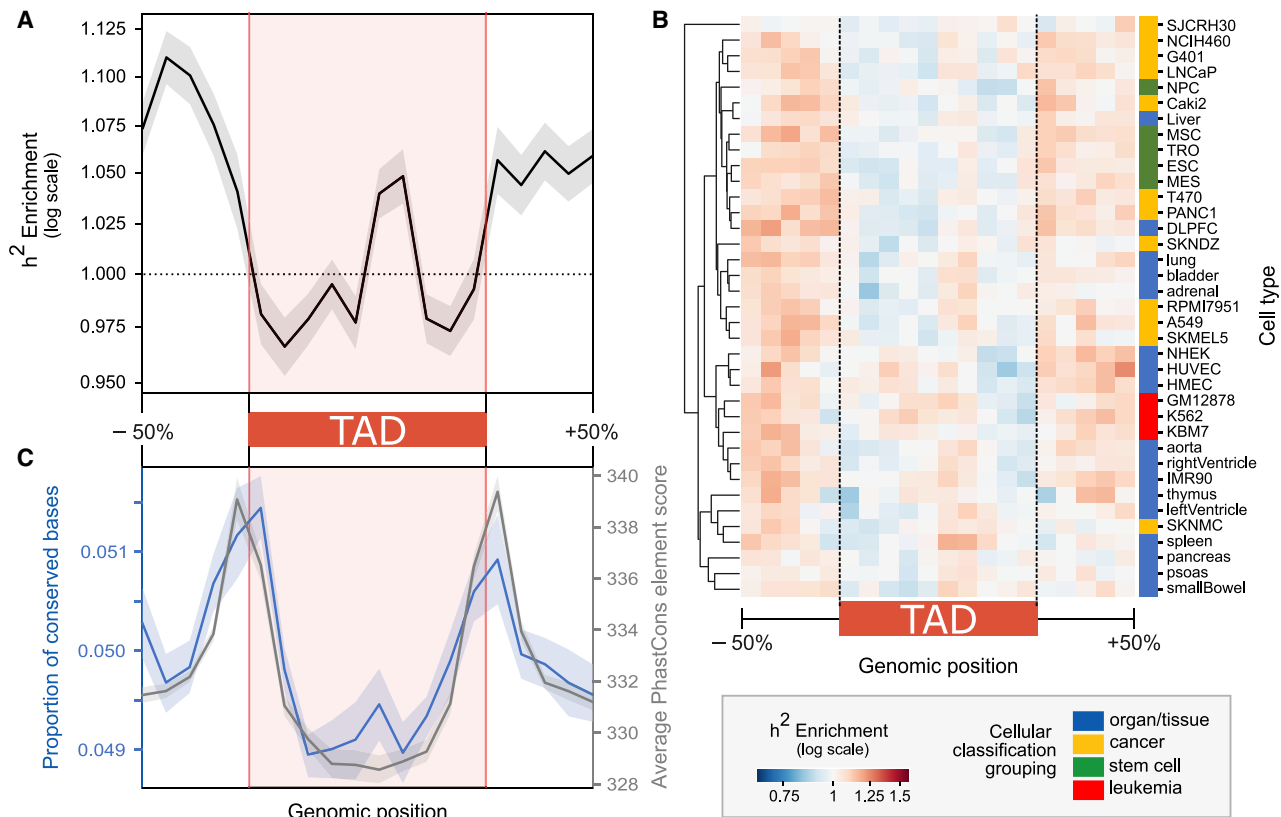 A
1.125
1.100
1.075
1.050
1.025
1.000
0.975
0.950
h² Enrichment
(log scale)
TAD
−50%
+50%
C
Proportion of conserved bases
0.051
0.050
0.049
340
338
336
334
332
330
328
Average PhastCons element score
Genomic position
B
SJCRH30
NCIH460
G401
LNCaP
NPC
Caki2
Liver
MSC
TRO
ESC
MES
T470
PANC1
DLPFC
SKNDZ
lung
bladder
adrenal
RPMI7951
A549
SKMEL5
NHEK
HUVEC
HMEC
GM12878
K562
KBM7
aorta
rightVentricle
IMR90
thymus
leftVentricle
SKNMC
spleen
pancreas
psoas
smallBowel
Cell type
TAD
−50%
+50%
Genomic position
h² Enrichment
(log scale)
0.75 1 1.25 1.5
Cellular
classification
grouping
organ/tissue
cancer
stem cell
leukemia